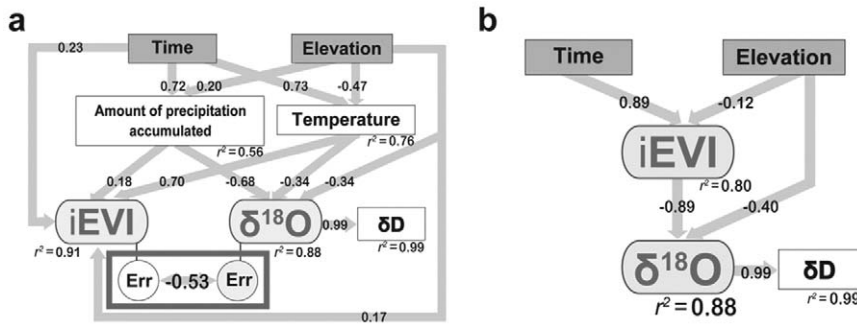 a
b
Time
Elevation
0.23
0.72
0.20
0.73
-0.47
Amount of precipitation
accumulated
r² = 0.56
Temperature
r² = 0.76
0.18
0.70
-0.68
-0.34
-0.34
iEVI
r² = 0.91
δ¹⁸O
r² = 0.88
0.99
δD
r² = 0.99
Err
-0.53
Err
0.17
Time
Elevation
0.89
-0.12
iEVI
r² = 0.80
-0.89
-0.40
δ¹⁸O
r² = 0.88
0.99
δD
r² = 0.99